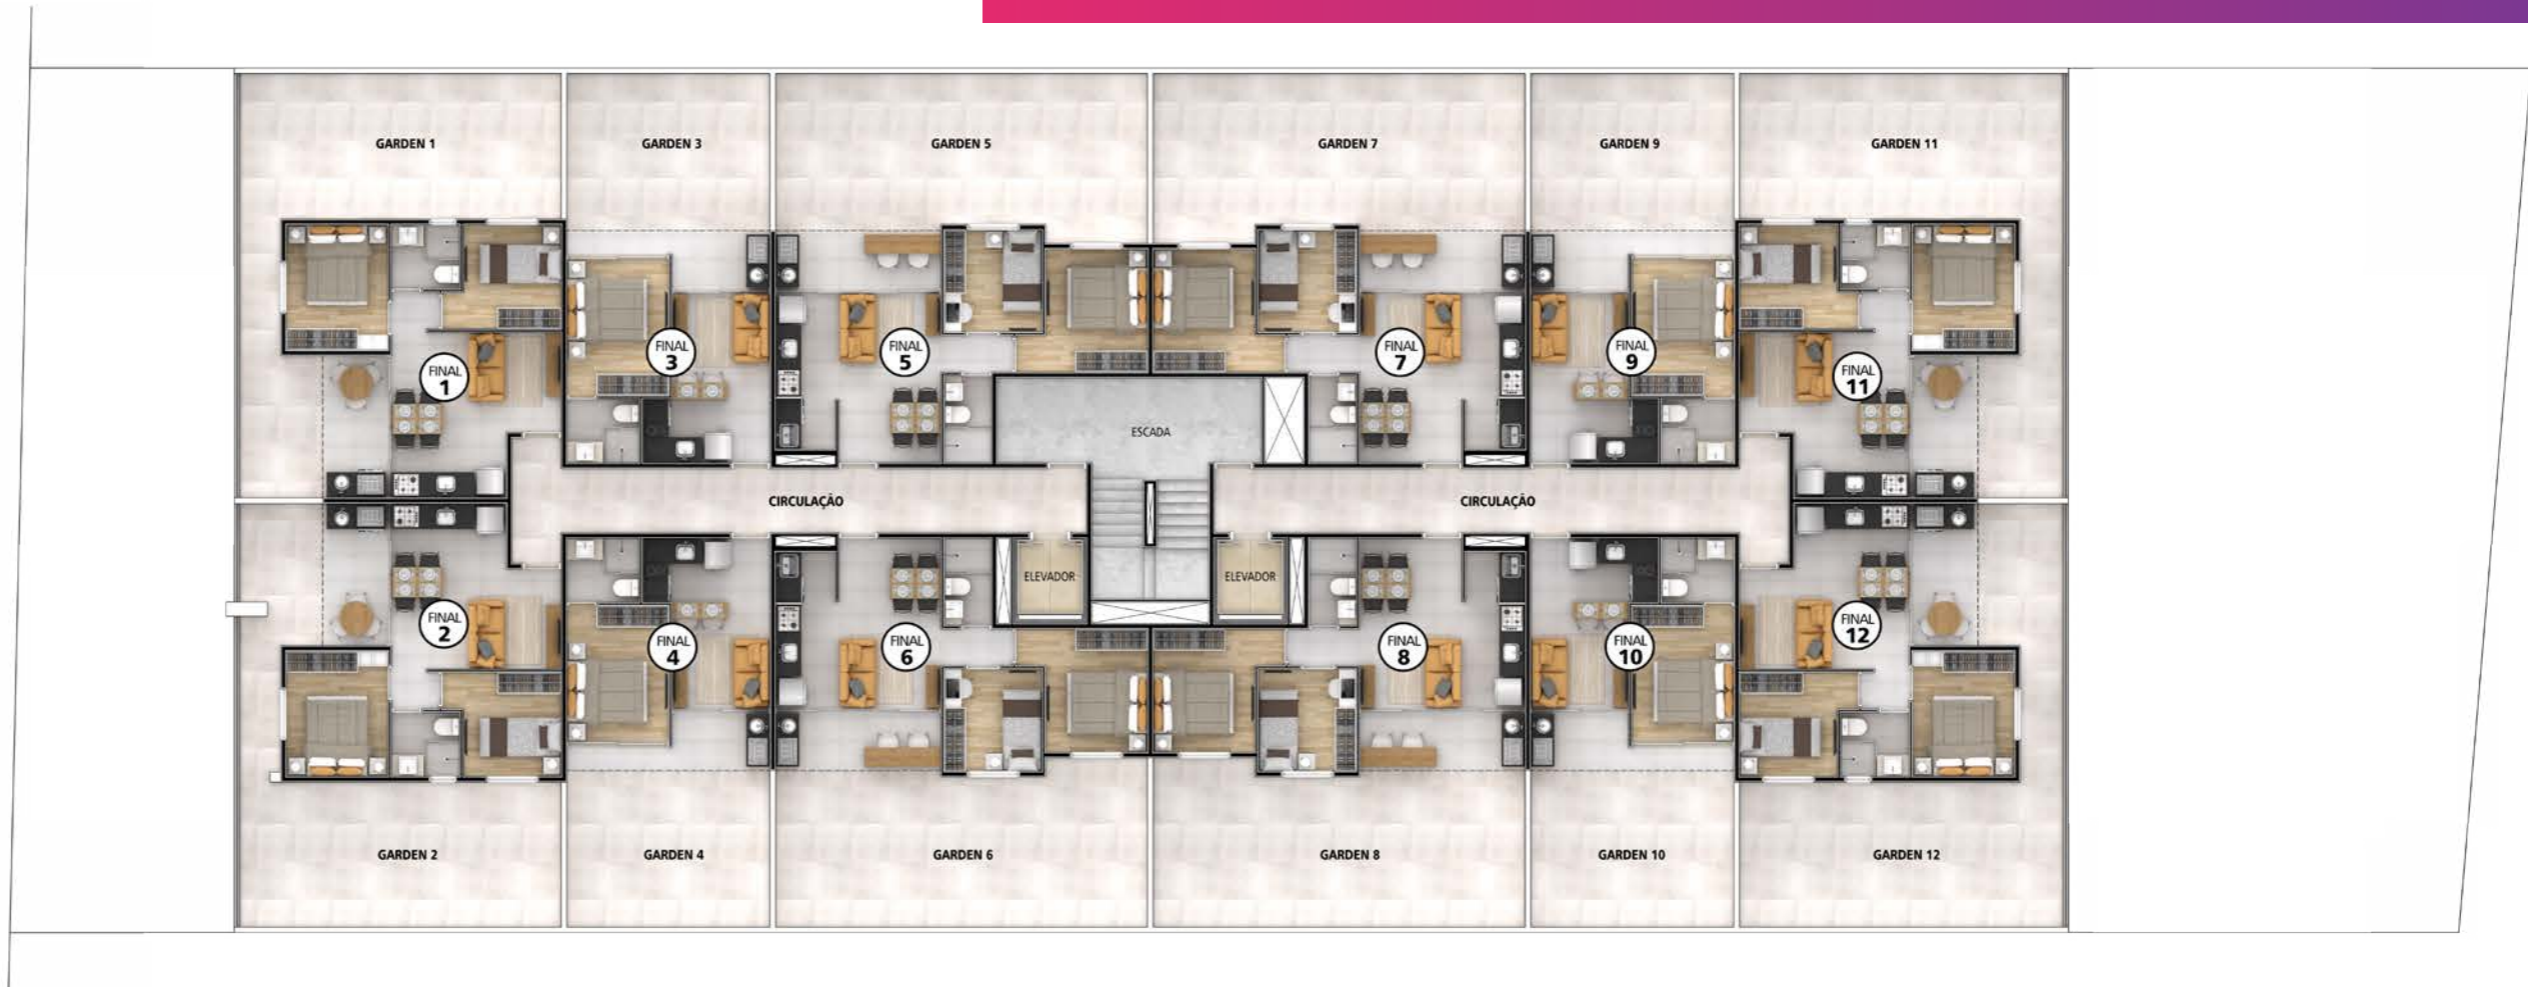 GARDEN 1
GARDEN 3
GARDEN 5
GARDEN 7
GARDEN 9
GARDEN 11
FINAL
1
FINAL
3
FINAL
5
FINAL
7
FINAL
9
FINAL
11
ESCADA
CIRCULAÇÃO
CIRCULAÇÃO
ELEVADOR
ELEVADOR
FINAL
2
FINAL
4
FINAL
6
FINAL
8
FINAL
10
FINAL
12
GARDEN 2
GARDEN 4
GARDEN 6
GARDEN 8
GARDEN 10
GARDEN 12